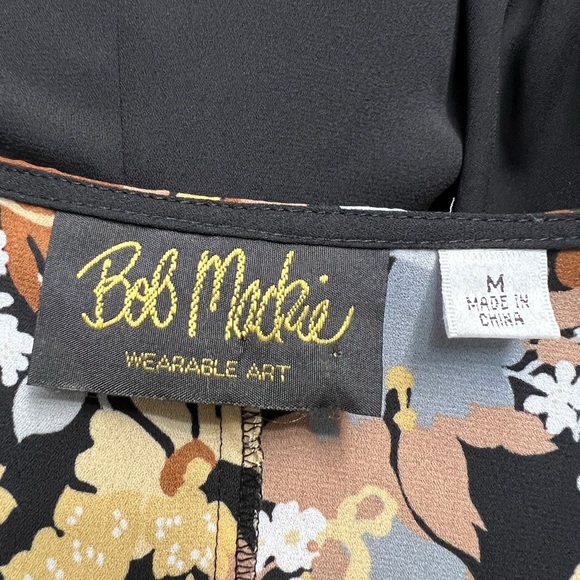 Bob Mackie
WEARABLE ART
M
MADE IN
CHINA